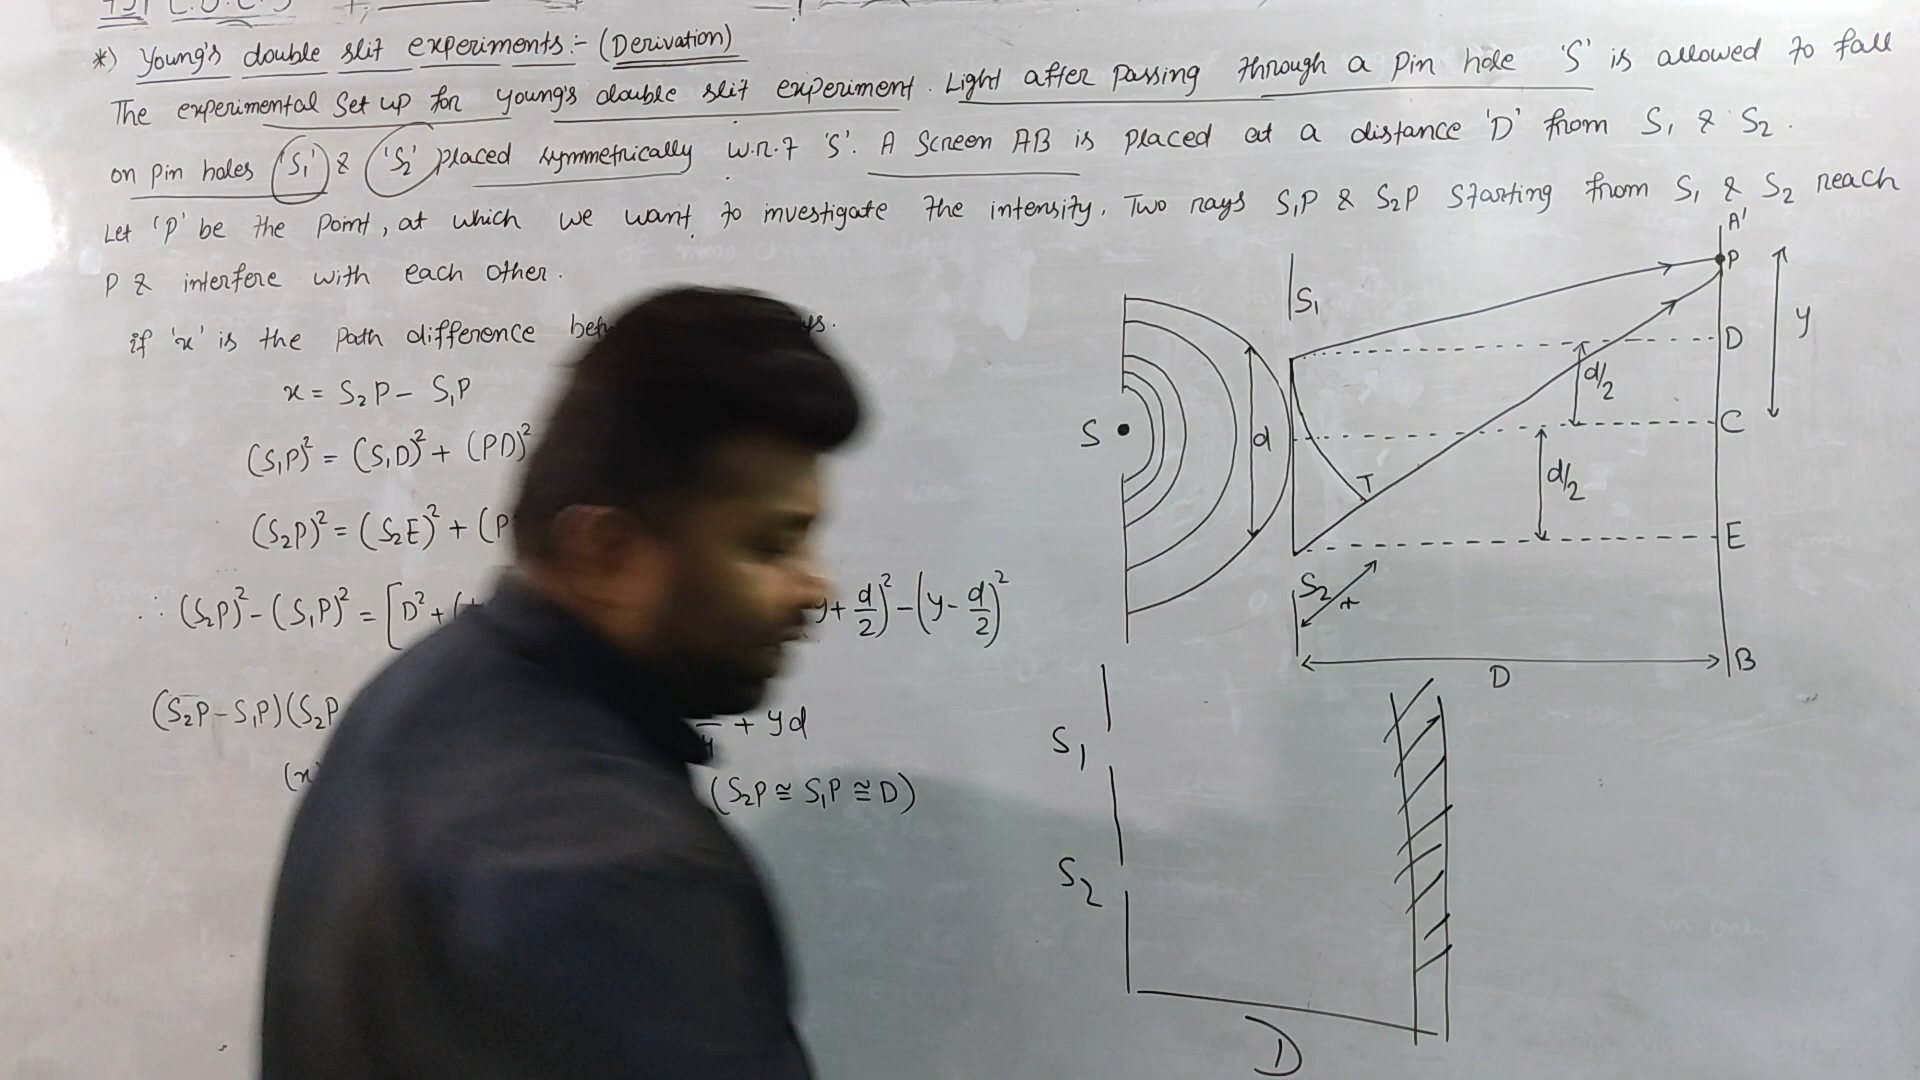 *) Young's double slit experiments:- (Derivation)
The experimental Set up for young's double slit experiment. Light after passing through a pin hole 'S' is allowed to fall
on pin holes 'S₁' & 'S₂' placed symmetrically w.r.t 'S'. A Screen AB is placed at a distance 'D' from S₁ & S₂.
Let 'P' be the point, at which we want to investigate the intensity. Two rays S₁P & S₂P starting from S₁ & S₂ reach
P & interfere with each other.
if 'x' is the path difference
x = S₂P - S₁P
(S₁P)² = (S₁D)² + (PD)²
(S₂P)² = (S₂E)² + (P
∴ (S₂P)² - (S₁P)² = [D² + y + d/2)² - (y - d/2)²
(S₂P - S₁P)(S₂P + yd
(x) (S₂P ≅ S₁P ≅ D)
A'
P
S₁
y
D
d/2
S
d
C
d/2
T
E
S₂
x
B
D
S₁
S₂
D